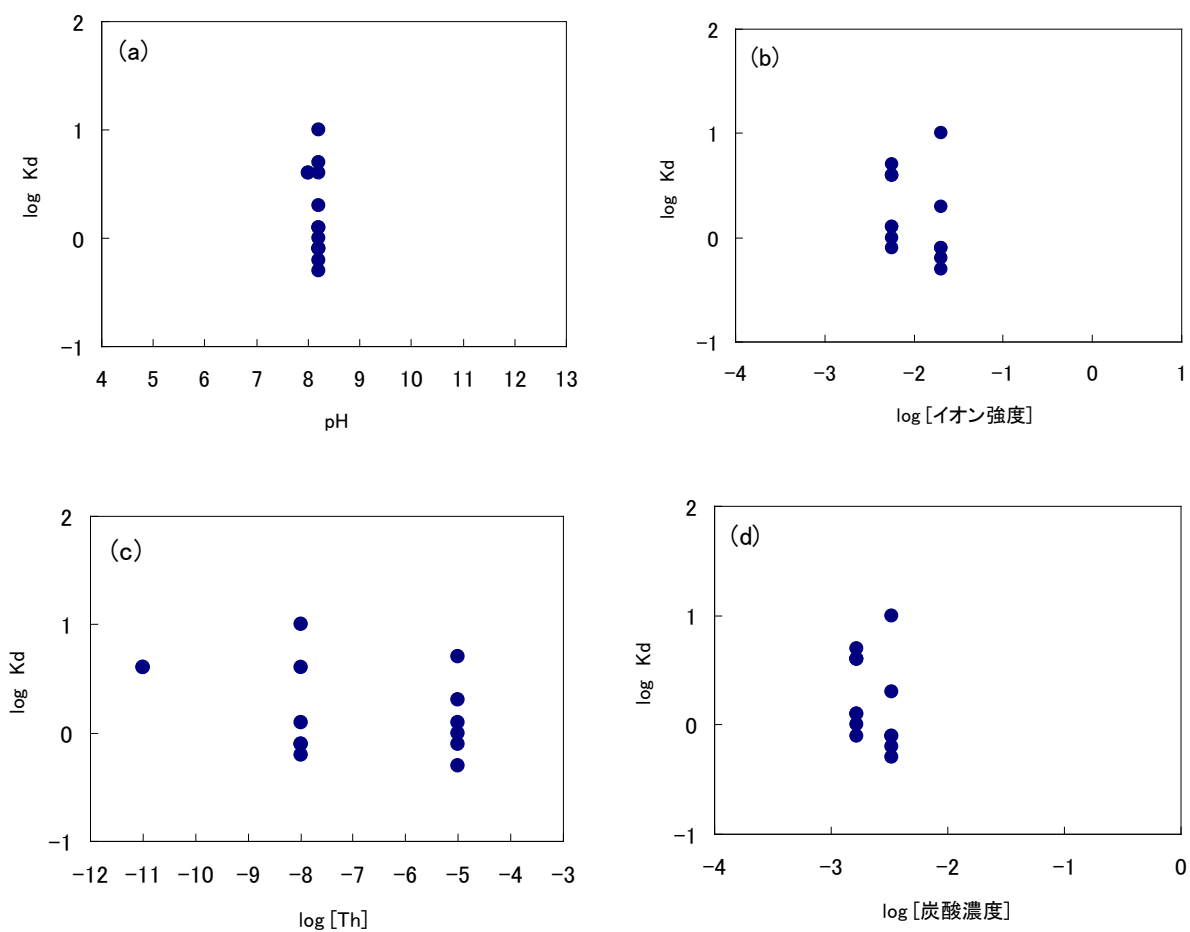 (a)
2
1
0
−1
log Kd
4 5 6 7 8 9 10 11 12 13
pH
(b)
2
1
0
−1
log Kd
−4 −3 −2 −1 0 1
log [イオン強度]
(c)
2
1
0
−1
log Kd
−12 −11 −10 −9 −8 −7 −6 −5 −4 −3
log [Th]
(d)
2
1
0
−1
log Kd
−4 −3 −2 −1 0
log [炭酸濃度]